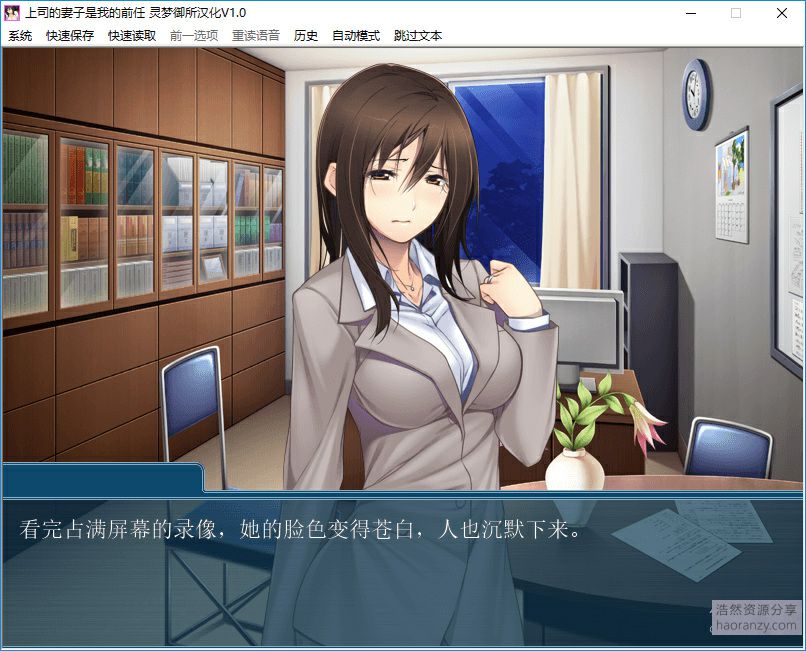 上司的妻子是我的前任 灵梦御所汉化V1.0
系统 快速保存 快速读取 前一选项 重读语音 历史 自动模式 跳过文本
看完占满屏幕的录像，她的脸色变得苍白，人也沉默下来。
浩然资源分享
haoranzy.com